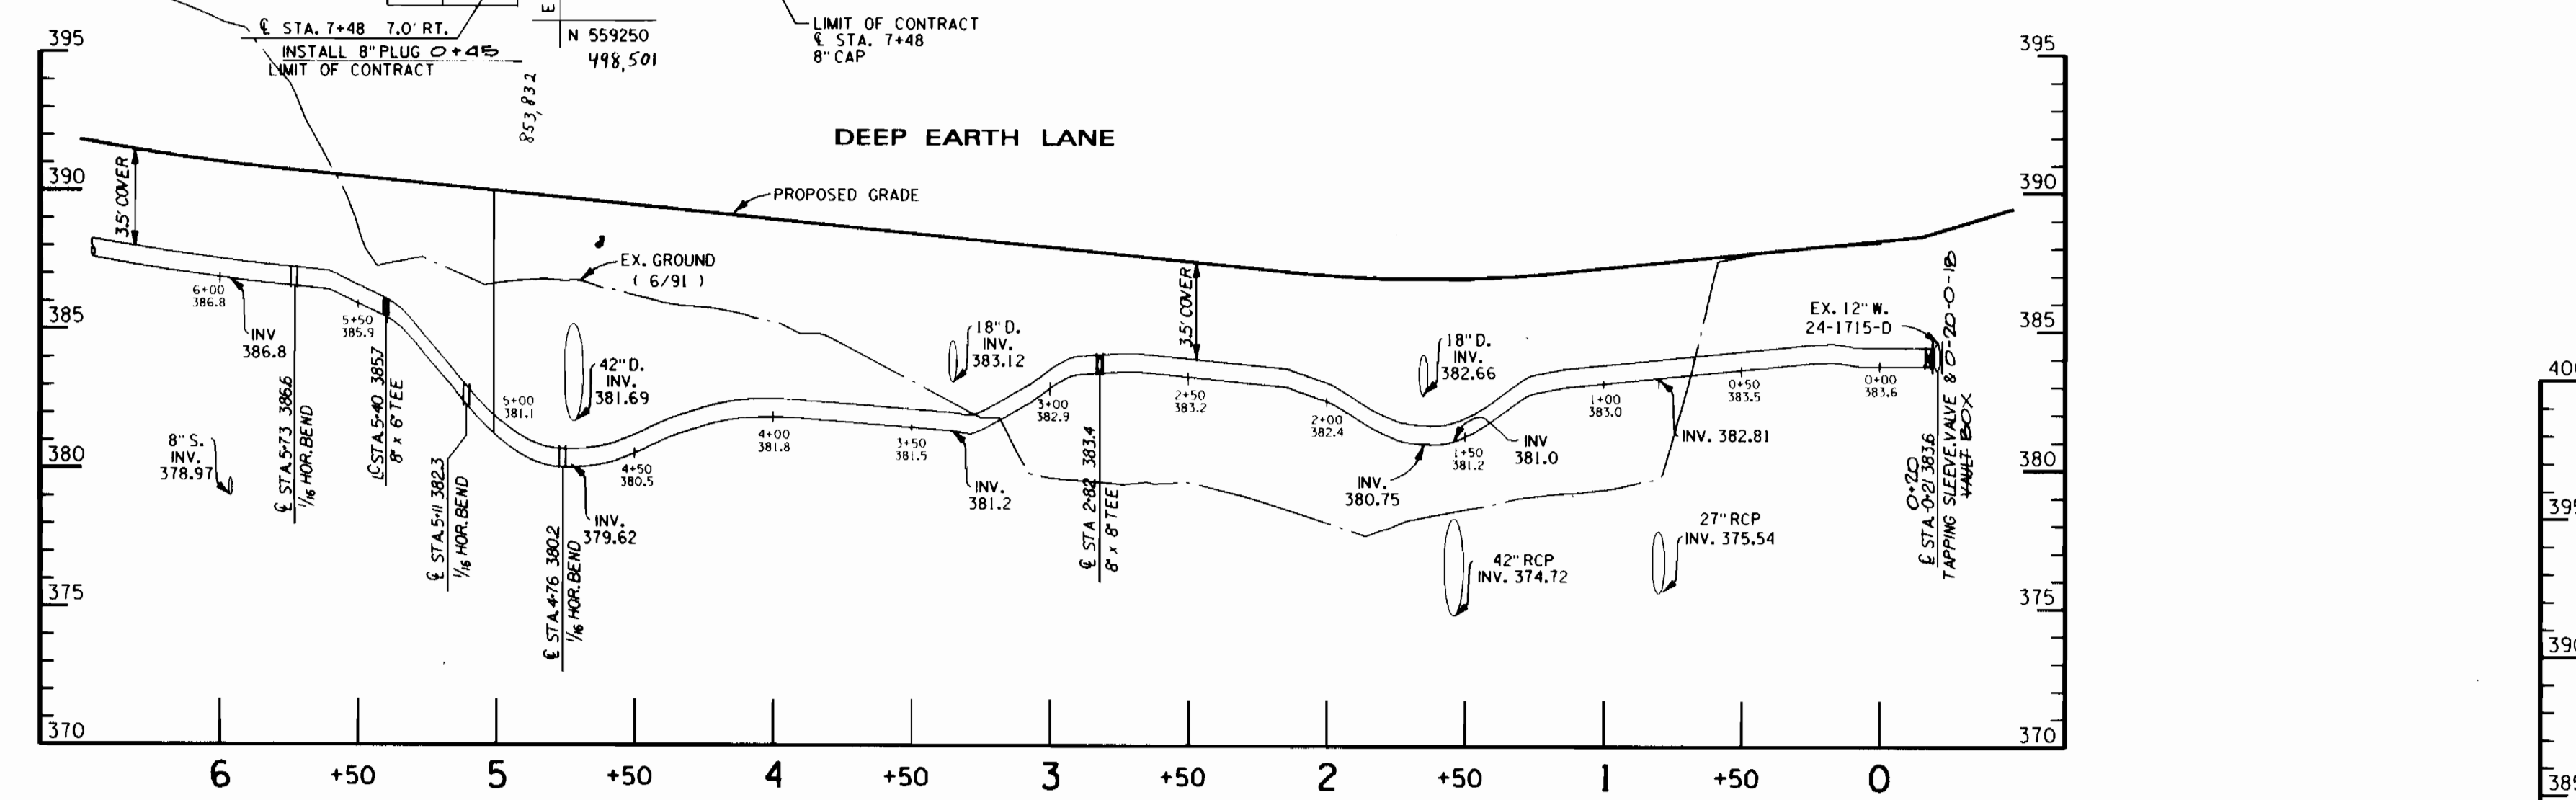 ℄ STA. 7+48 7.0' RT.
INSTALL 8" PLUG 0+45
LIMIT OF CONTRACT
E
N 559250
498,501
853,832
LIMIT OF CONTRACT
℄ STA. 7+48
8" CAP
DEEP EARTH LANE
395
390
385
380
375
370
395
390
385
380
375
370
3.5' COVER
PROPOSED GRADE
EX. GROUND
( 6/91 )
6+00
386.8
INV
386.8
5+50
385.9
℄ STA. 5+73 386.6
1/16 HOR. BEND
℄ STA. 5+40 385.7
8" x 6" TEE
8" S.
INV.
378.97
℄ STA. 5+11 382.3
1/16 HOR. BEND
5+00
381.1
42" D.
INV.
381.69
℄ STA. 4+76 380.2
1/16 HOR. BEND
INV.
379.62
4+50
380.5
4+00
381.8
3+50
381.5
18" D.
INV.
383.12
INV.
381.2
3+00
382.9
℄ STA 2+82 383.4
8" x 8" TEE
3.5' COVER
2+50
383.2
2+00
382.4
18" D.
INV.
382.66
INV.
380.75
1+50
381.2
INV
381.0
42" RCP
INV. 374.72
1+00
383.0
INV. 382.81
27" RCP
INV. 375.54
0+50
383.5
0+00
383.6
EX. 12" W.
24-1715-D
0+20
℄ STA. -0+21 383.6
TAPPING SLEEVE. VALVE & 0-20-0-18
VAULT BOX
6 +50 5 +50 4 +50 3 +50 2 +50 1 +50 0
400
395
390
385